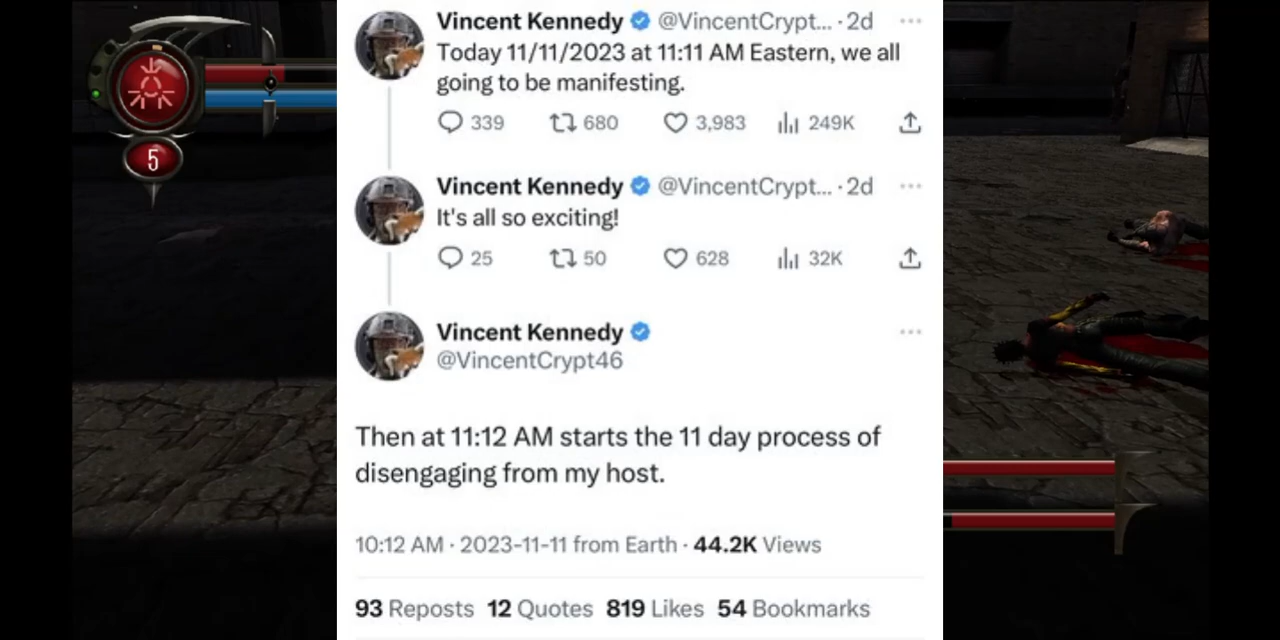 5
Vincent Kennedy @VincentCrypt... · 2d
Today 11/11/2023 at 11:11 AM Eastern, we all
going to be manifesting.
339 680 3,983 249K
Vincent Kennedy @VincentCrypt... · 2d
It's all so exciting!
25 50 628 32K
Vincent Kennedy
@VincentCrypt46
Then at 11:12 AM starts the 11 day process of
disengaging from my host.
10:12 AM · 2023-11-11 from Earth · 44.2K Views
93 Reposts 12 Quotes 819 Likes 54 Bookmarks